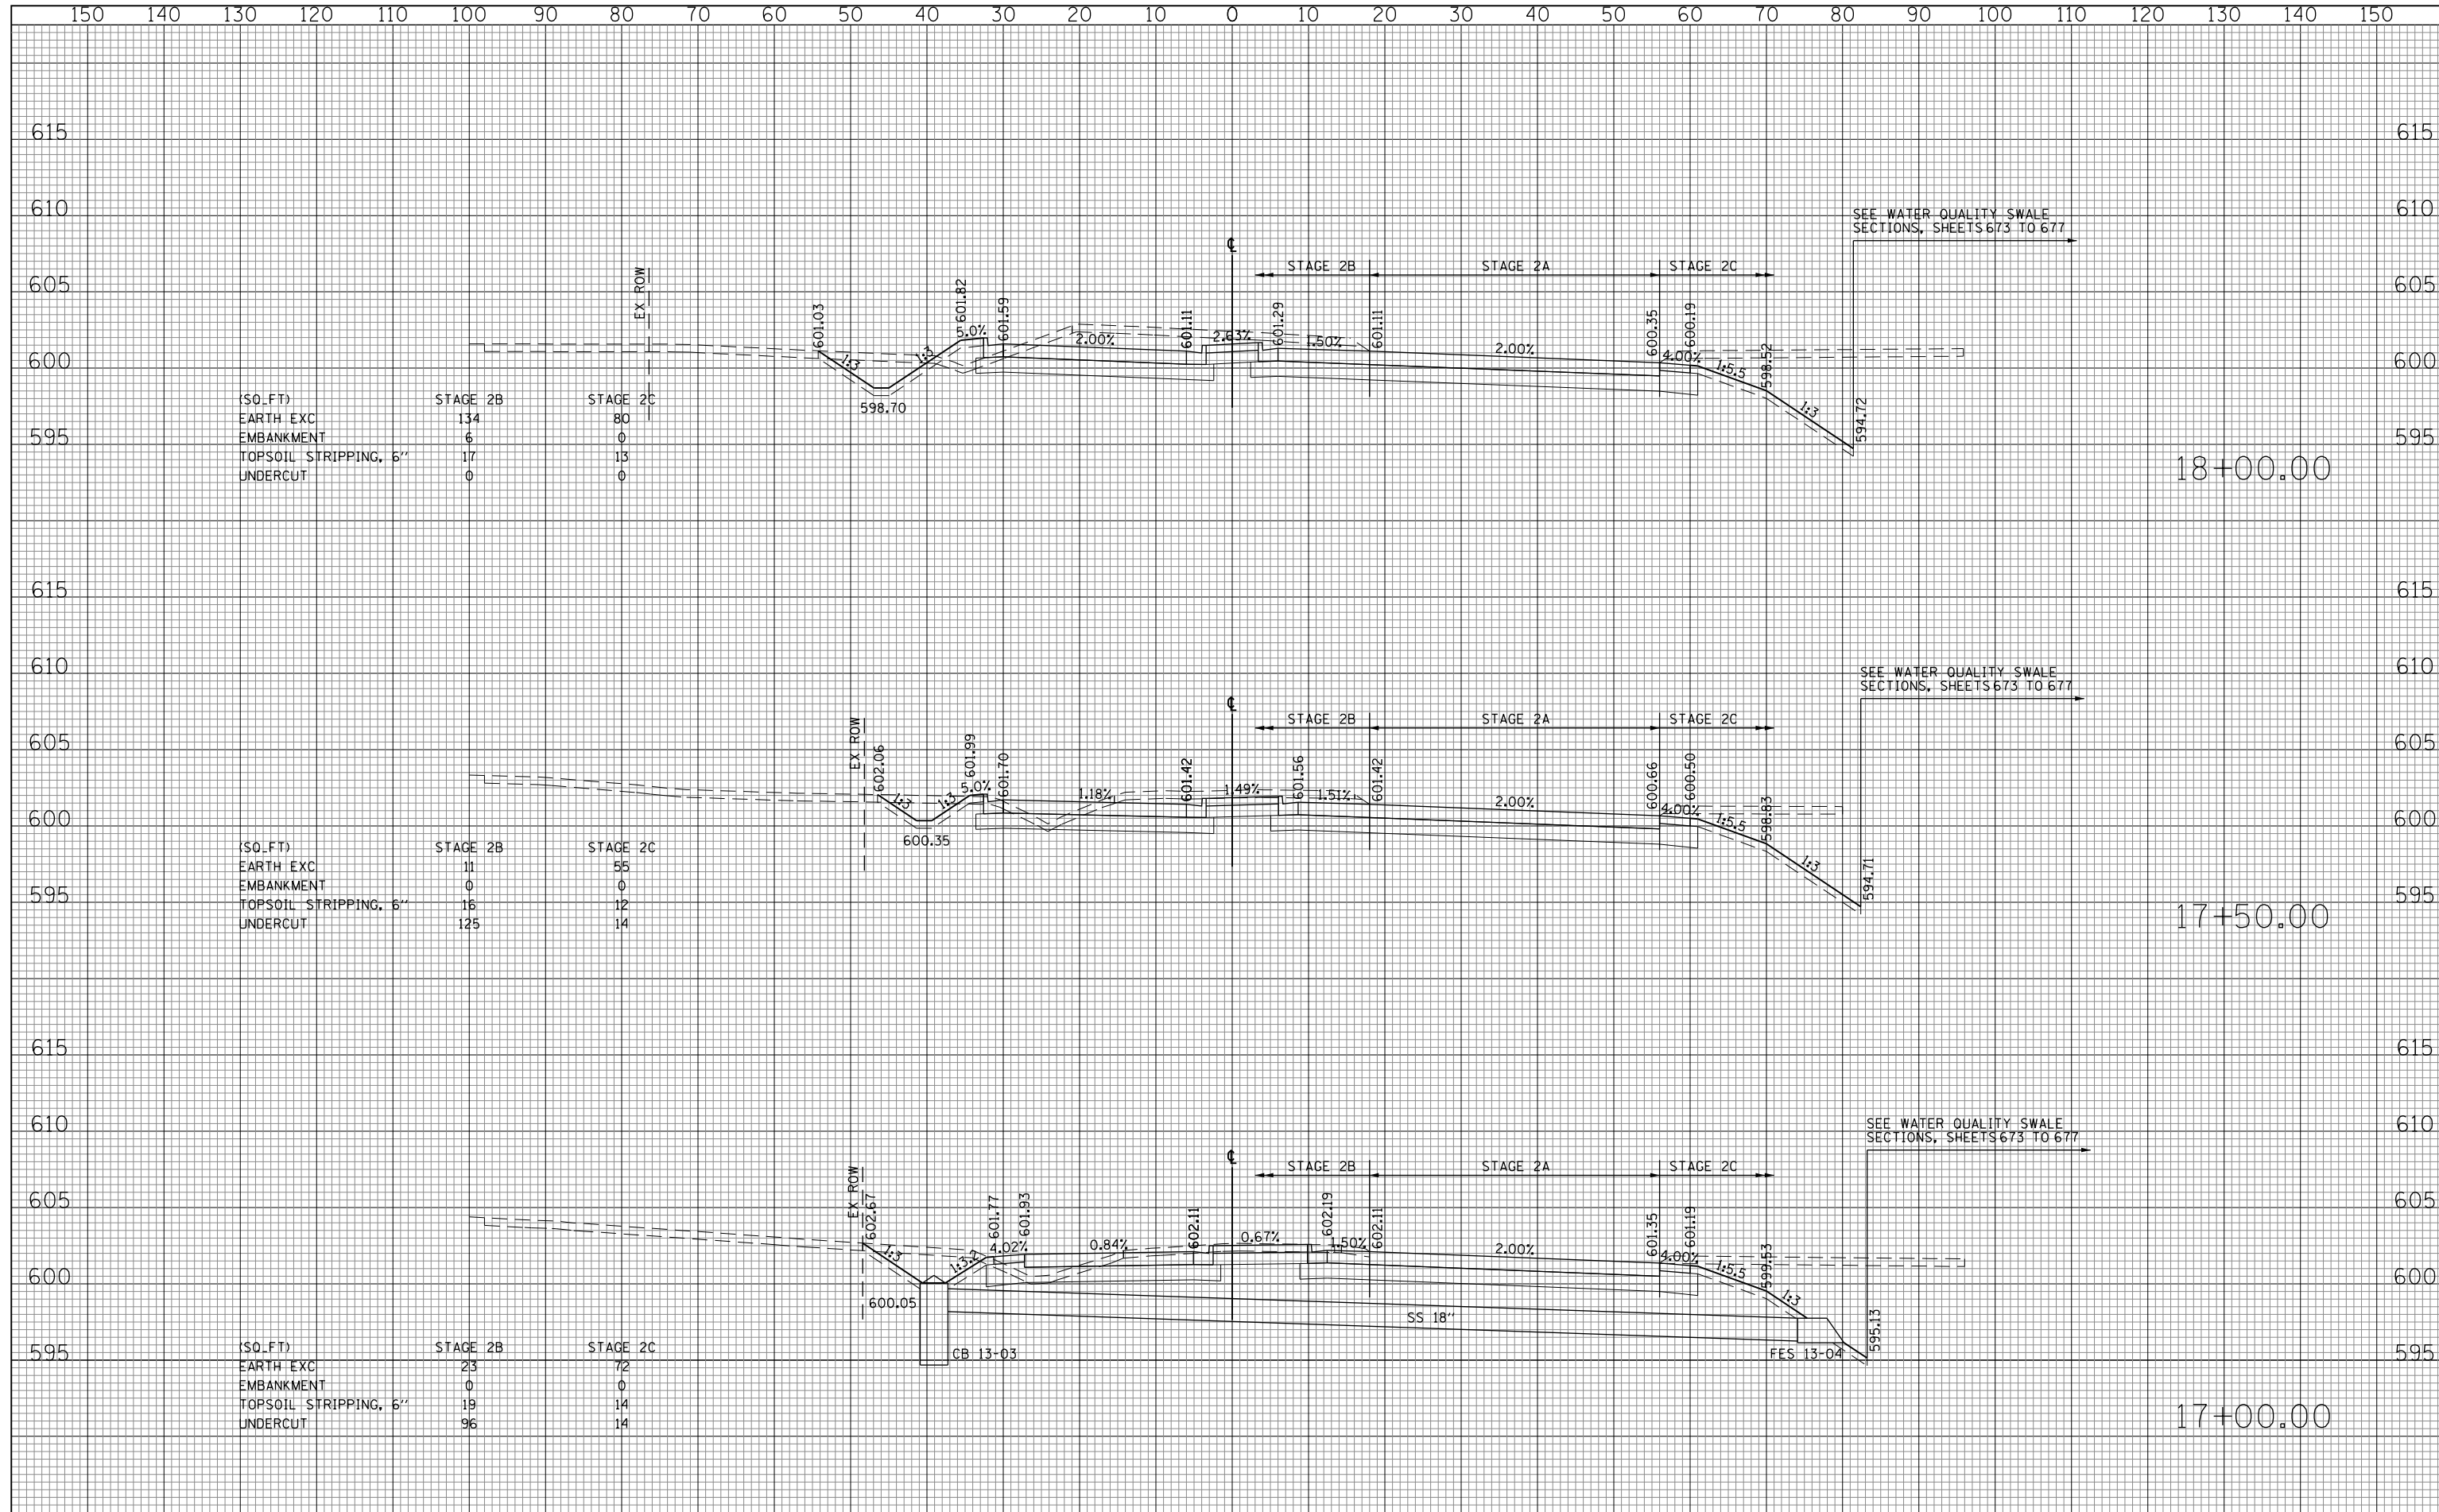 150 140 130 120 110 100 90 80 70 60 50 40 30 20 10 0 10 20 30 40 50 60 70 80 90 100 110 120 130 140 150
615 615
610 610
SEE WATER QUALITY SWALE
SECTIONS, SHEETS 673 TO 677
℄
EX ROW
STAGE 2B STAGE 2A STAGE 2C
605 605
601.03 601.82 601.59 601.11 601.29 601.11 600.35 600.19 598.52 594.72
1:3 1:3 5.0% 2.00% 2.63% 1.50% 2.00% 4.00% 1:5.5 1:3
600 600
598.70
(SQ_FT) STAGE 2B STAGE 2C
EARTH EXC 134 80
EMBANKMENT 6 0
595 595
TOPSOIL STRIPPING, 6'' 17 13
UNDERCUT 0 0
18+00.00
615 615
610 610
SEE WATER QUALITY SWALE
SECTIONS, SHEETS 673 TO 677
℄
EX ROW
STAGE 2B STAGE 2A STAGE 2C
605 605
602.06 601.99 601.70 601.42 601.56 601.42 600.66 600.50 598.83 594.71
1:3 1:3 5.0% 1.18% 1.49% 1.51% 2.00% 4.00% 1:5.5 1:3
600 600
600.35
(SQ_FT) STAGE 2B STAGE 2C
EARTH EXC 11 55
EMBANKMENT 0 0
595 595
TOPSOIL STRIPPING, 6'' 16 12
UNDERCUT 125 14
17+50.00
615 615
610 610
SEE WATER QUALITY SWALE
SECTIONS, SHEETS 673 TO 677
℄
EX ROW
STAGE 2B STAGE 2A STAGE 2C
605 605
602.67 601.77 601.93 602.11 602.19 602.11 601.35 601.19 599.53 595.13
1:3 1:3.2 4.02% 0.84% 0.67% 1.50% 2.00% 4.00% 1:5.5 1:3
600 600
600.05
SS 18''
CB 13-03 FES 13-04
(SQ_FT) STAGE 2B STAGE 2C
595 595
EARTH EXC 23 72
EMBANKMENT 0 0
TOPSOIL STRIPPING, 6'' 19 14
UNDERCUT 96 14
17+00.00